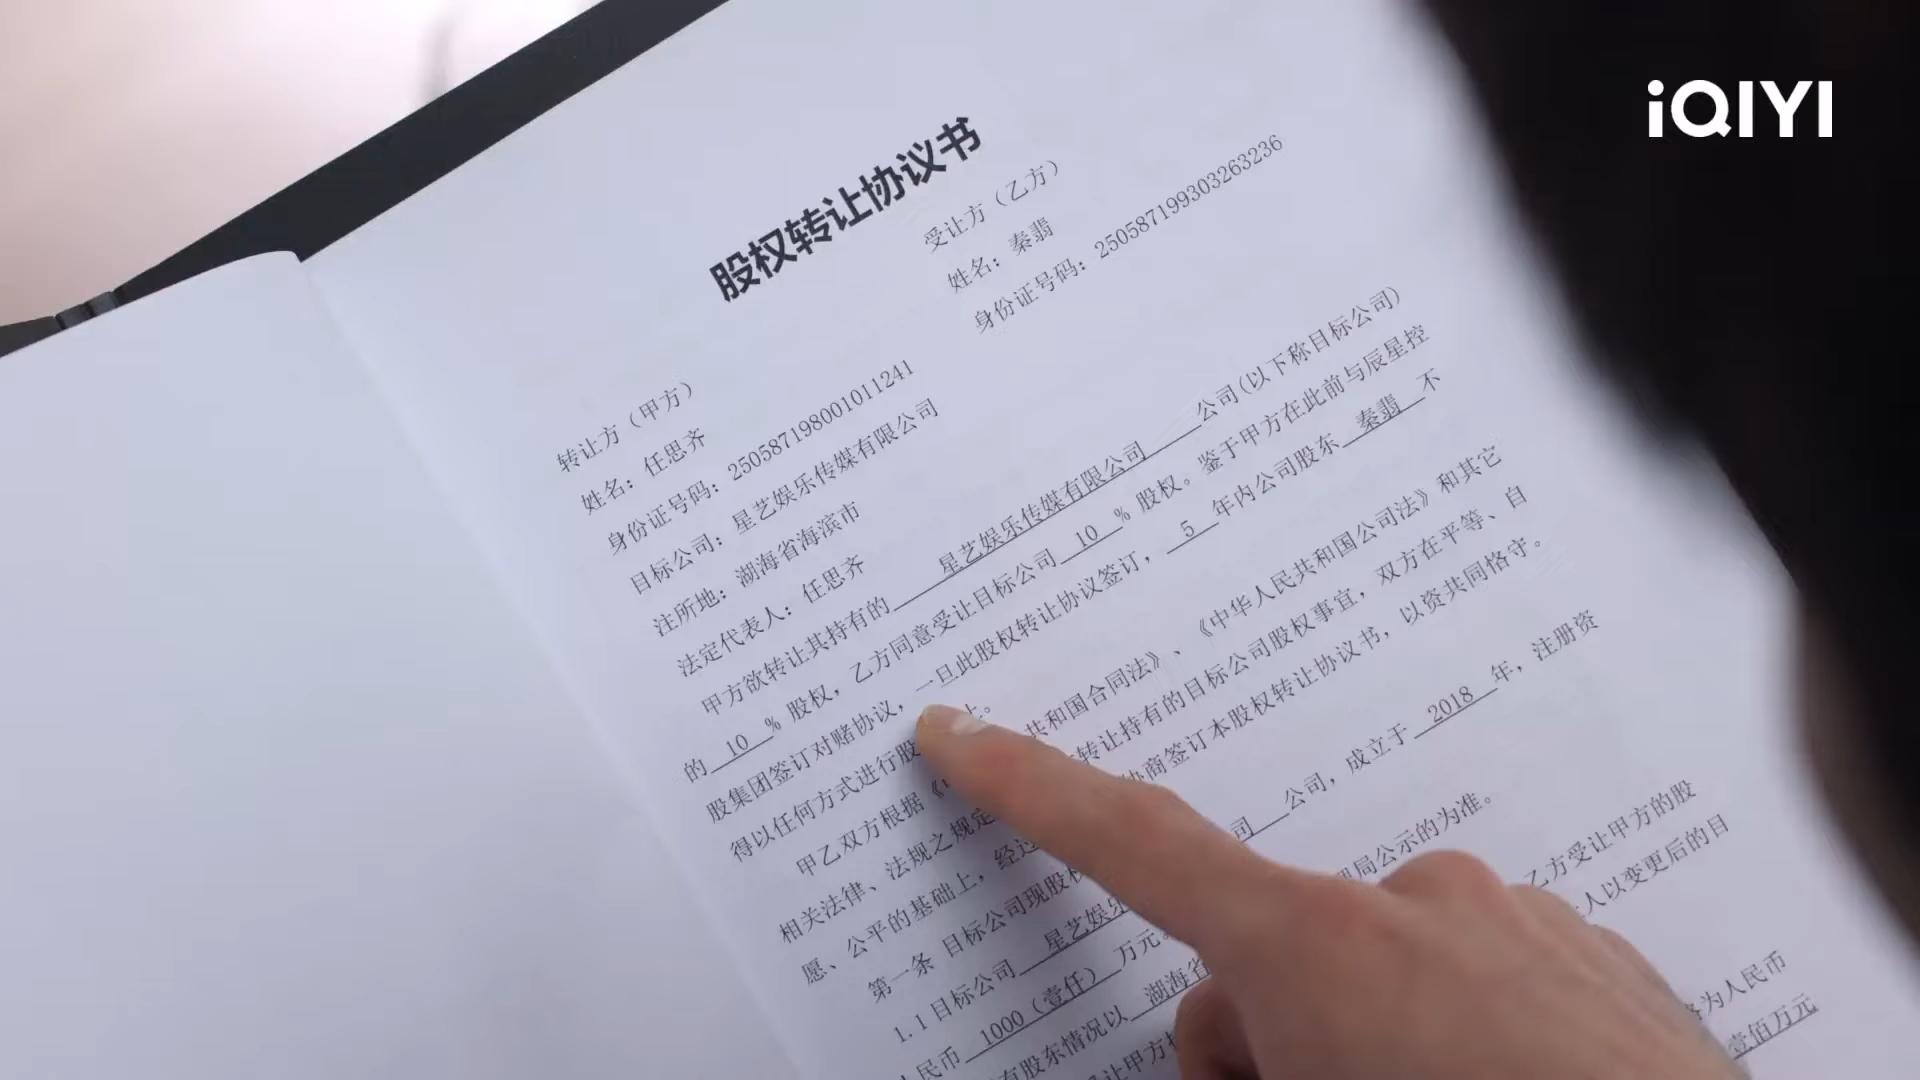 iQIYI
股权转让协议书
受让方（乙方）
姓名：秦翡
身份证号码：250587199303263236
转让方（甲方）
姓名：任思齐
身份证号码：250587198001011241
目标公司：星艺娱乐传媒有限公司
注所地：湖海省海滨市
法定代表人：任思齐
甲方欲转让其持有的 星艺娱乐传媒有限公司 公司(以下称目标公司)
的 10 % 股权，乙方同意受让目标公司 10 % 股权。鉴于甲方在此前与辰星控
股集团签订对赌协议，一旦此股权转让协议签订， 5 年内公司股东 秦翡 不
得以任何方式进行股 上。
甲乙双方根据《 共和国合同法》、《中华人民共和国公司法》和其它
相关法律、法规之规定 转让持有的目标公司股权事宜，双方在平等、自
愿、公平的基础上，经过 协商签订本股权转让协议书，以资共同恪守。
第一条 目标公司现股权
1.1目标公司 星艺娱乐 司 公司，成立于 2018 年，注册资
人民币 1000（壹任） 万元。
有股东情况以 湖海省 理局公示的为准。
让甲方 乙方受让甲方的股
人以变更后的目
格为人民币
壹佰万元